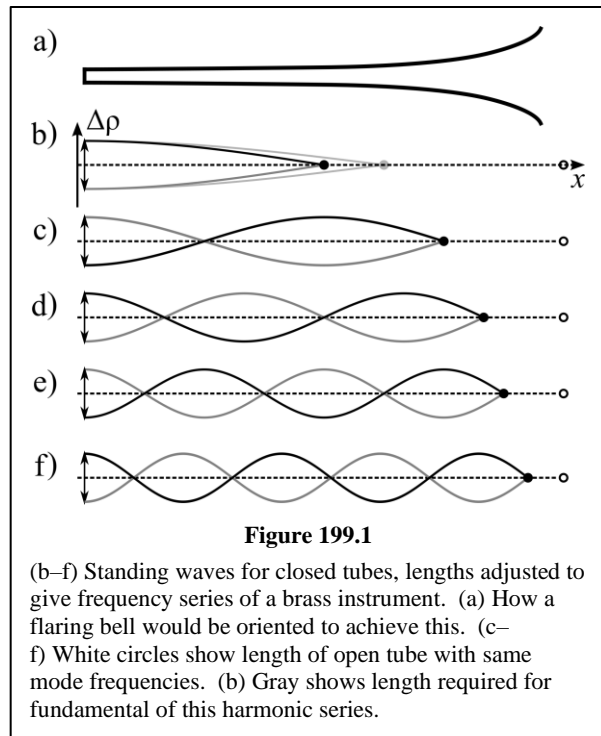 a)
b)
Δρ
x
c)
d)
e)
f)
Figure 199.1
(b–f) Standing waves for closed tubes, lengths adjusted to
give frequency series of a brass instrument. (a) How a
flaring bell would be oriented to achieve this. (c–
f) White circles show length of open tube with same
mode frequencies. (b) Gray shows length required for
fundamental of this harmonic series.